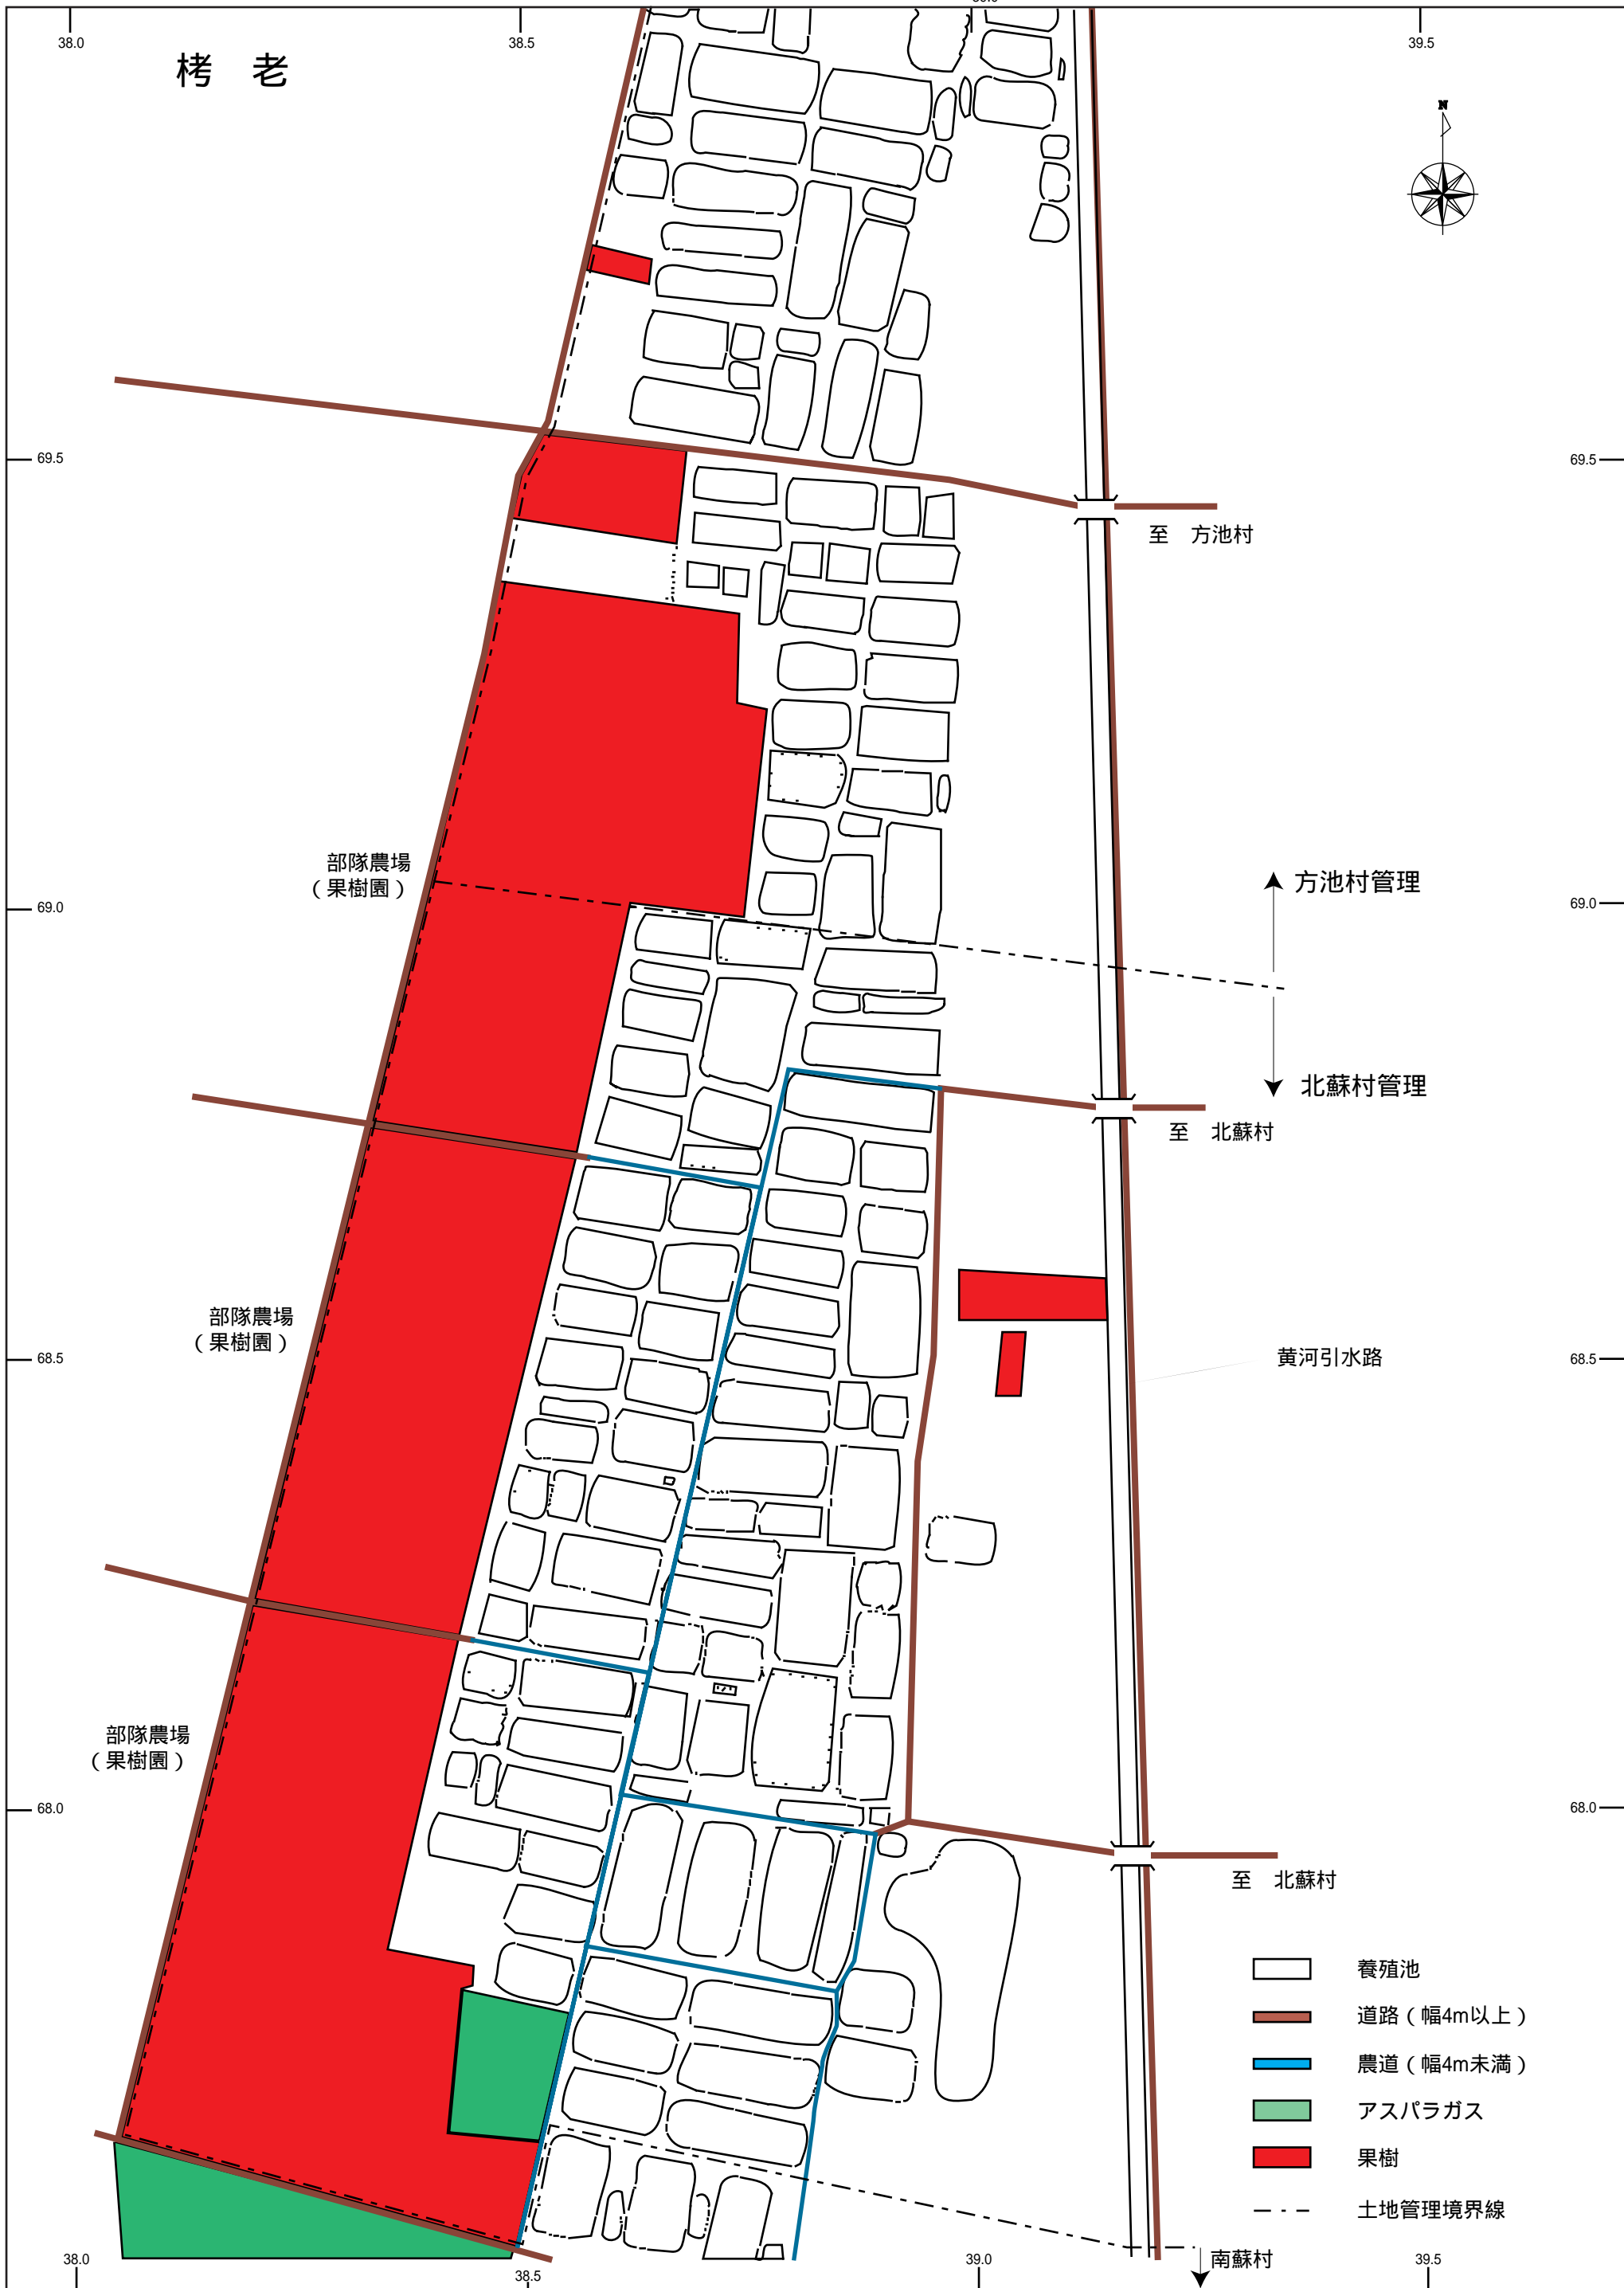 38.0
38.5
39.5
栲　老
N
69.5
69.5
至　方池村
部隊農場
（果樹園）
69.0
69.0
方池村管理
北蘇村管理
至　北蘇村
部隊農場
（果樹園）
68.5
68.5
黄河引水路
部隊農場
（果樹園）
68.0
68.0
至　北蘇村
養殖池
道路（幅4m以上）
農道（幅4m未満）
アスパラガス
果樹
土地管理境界線
南蘇村
38.0
38.5
39.0
39.5